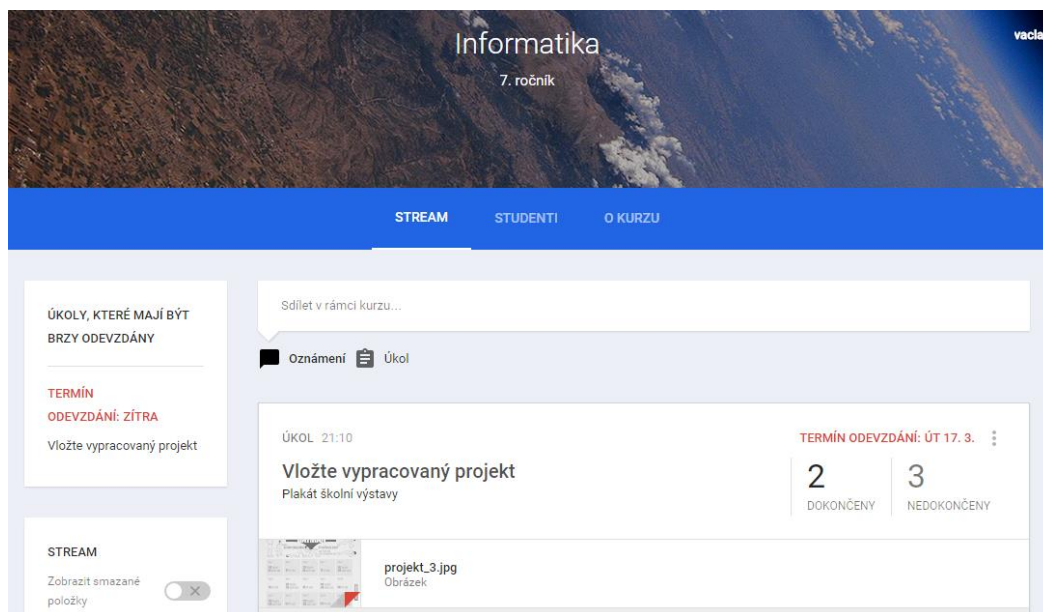 Informatika
7. ročník
vacla
STREAM
STUDENTI
O KURZU
ÚKOLY, KTERÉ MAJÍ BÝT
BRZY ODEVZDÁNY
TERMÍN
ODEVZDÁNÍ: ZÍTRA
Vložte vypracovaný projekt
STREAM
Zobrazit smazané
položky
Sdílet v rámci kurzu...
Oznámení
Úkol
ÚKOL 21:10
TERMÍN ODEVZDÁNÍ: ÚT 17. 3.
Vložte vypracovaný projekt
Plakát školní výstavy
2
DOKONČENY
3
NEDOKONČENY
projekt_3.jpg
Obrázek